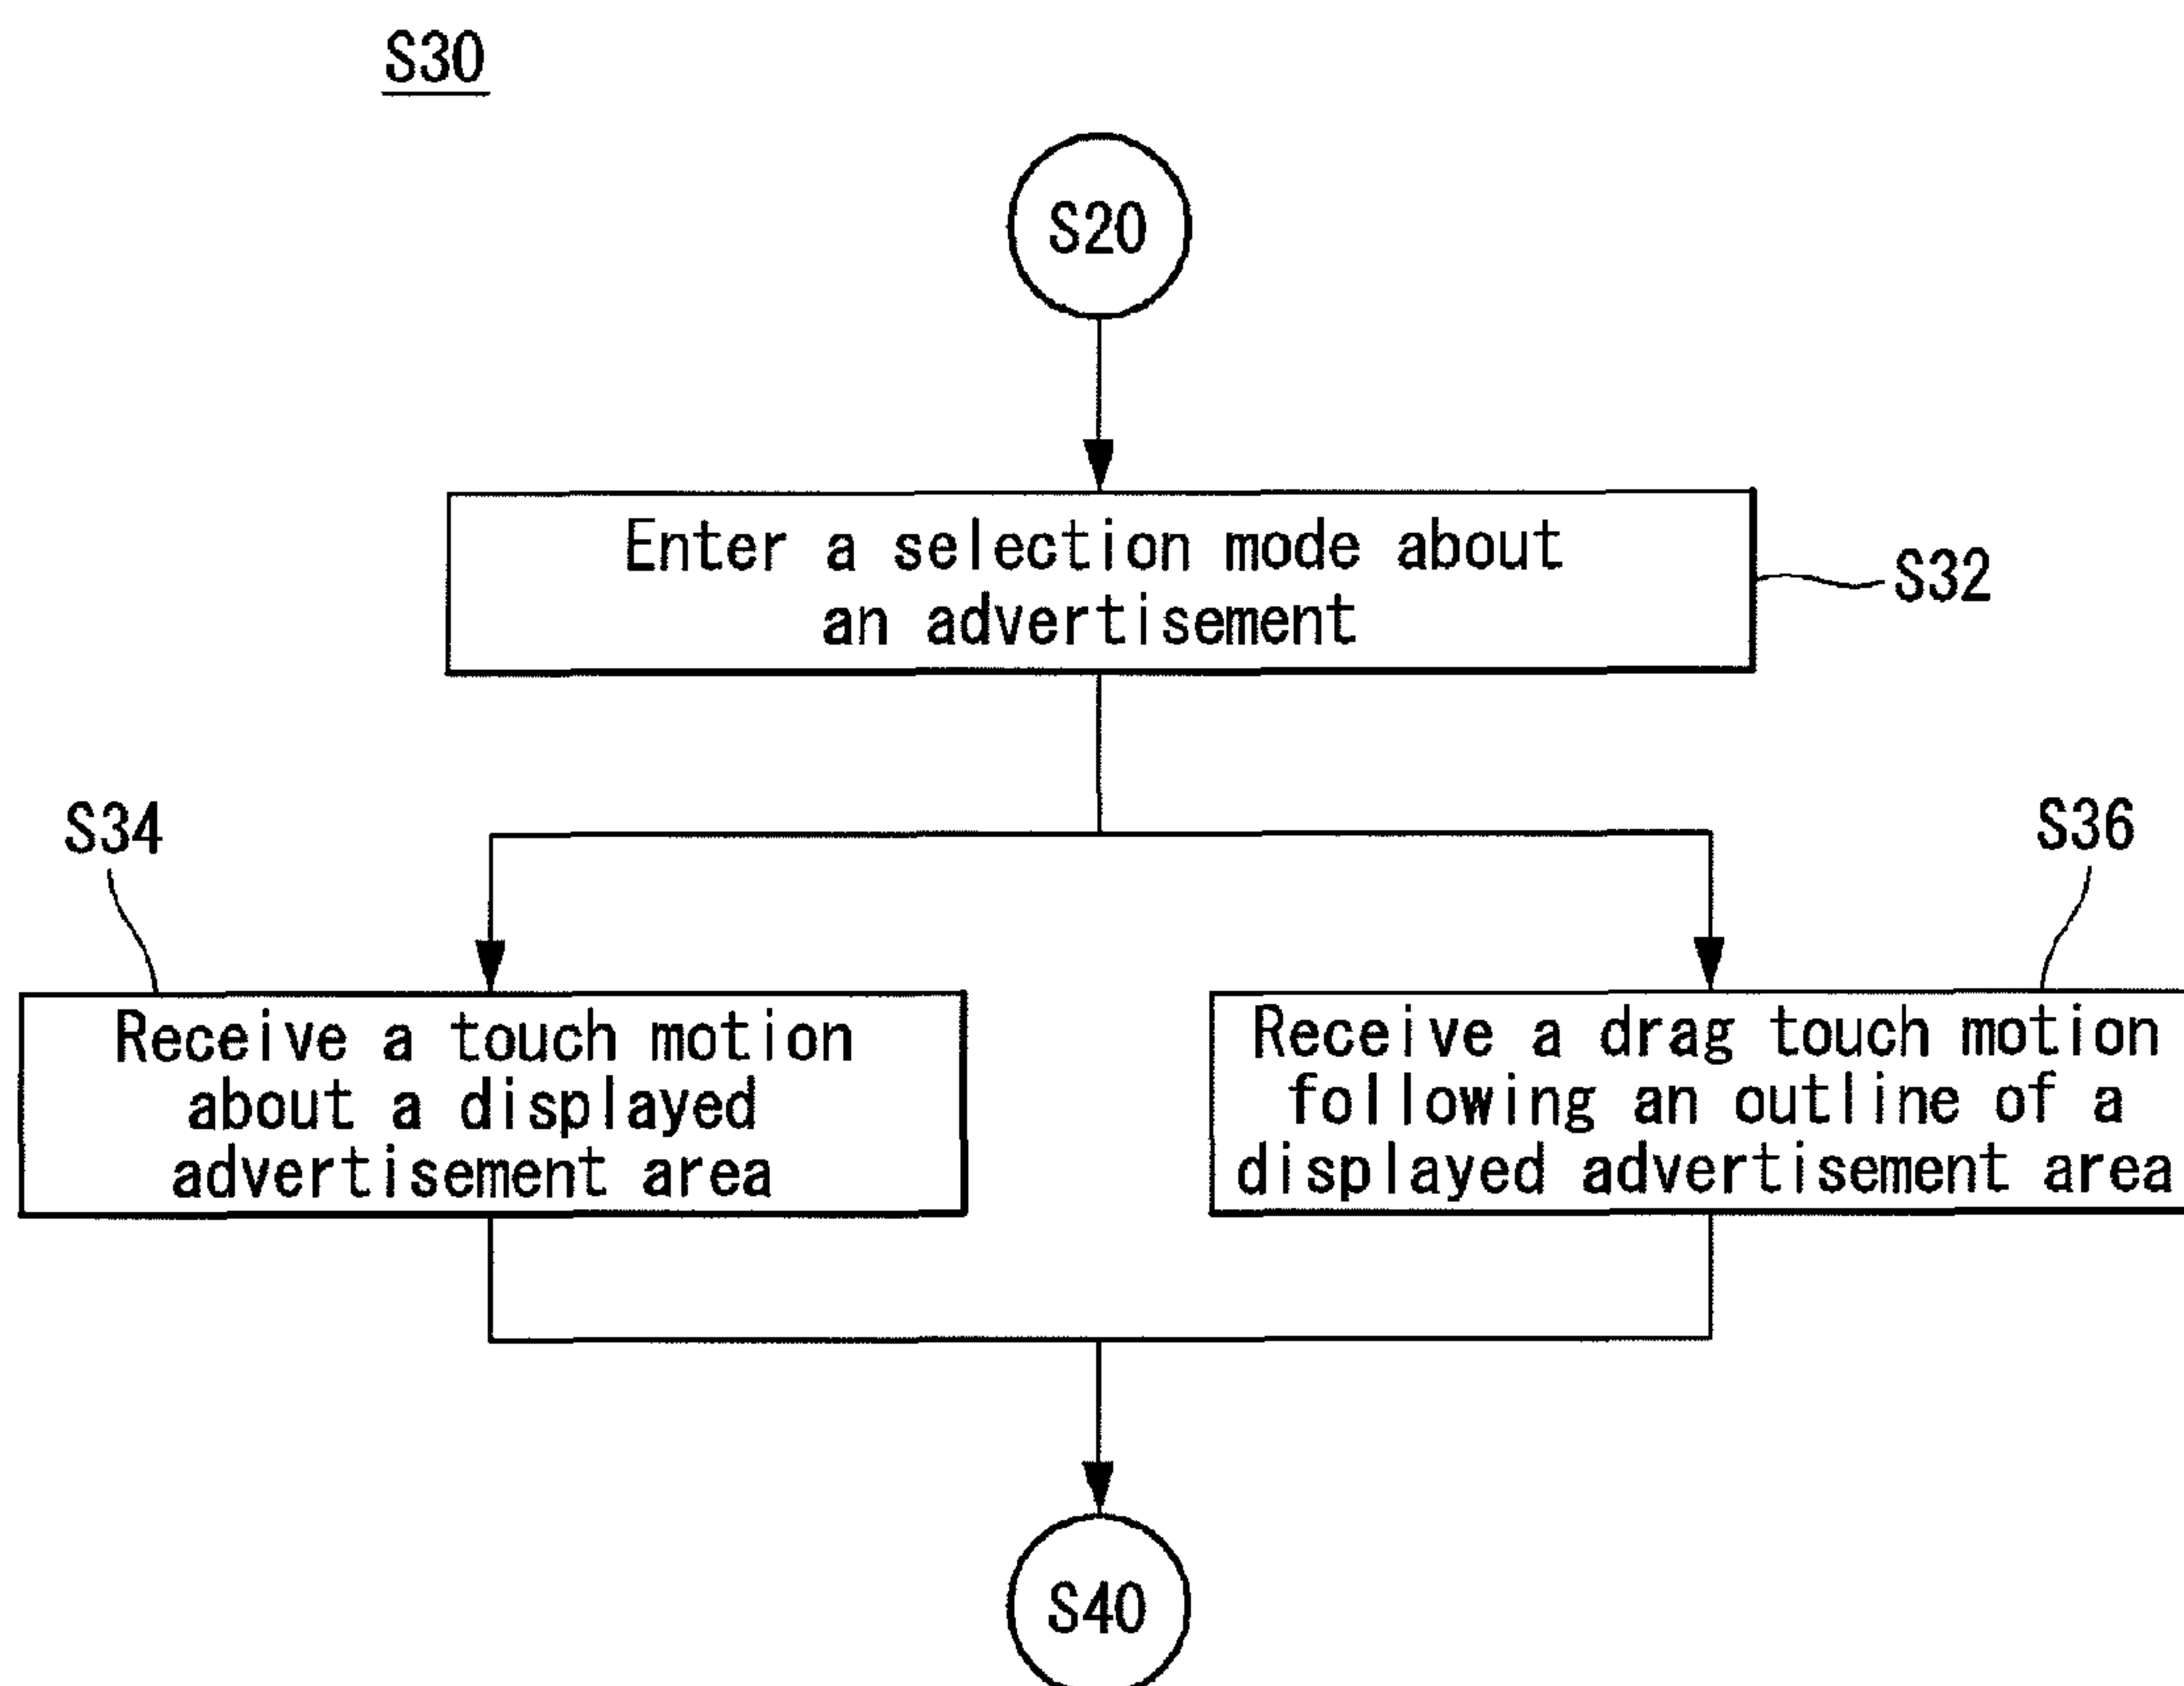 S30
S20
Enter a selection mode about
an advertisement
S32
S34
S36
Receive a touch motion
about a displayed
advertisement area
Receive a drag touch motion
following an outline of a
displayed advertisement area
S40